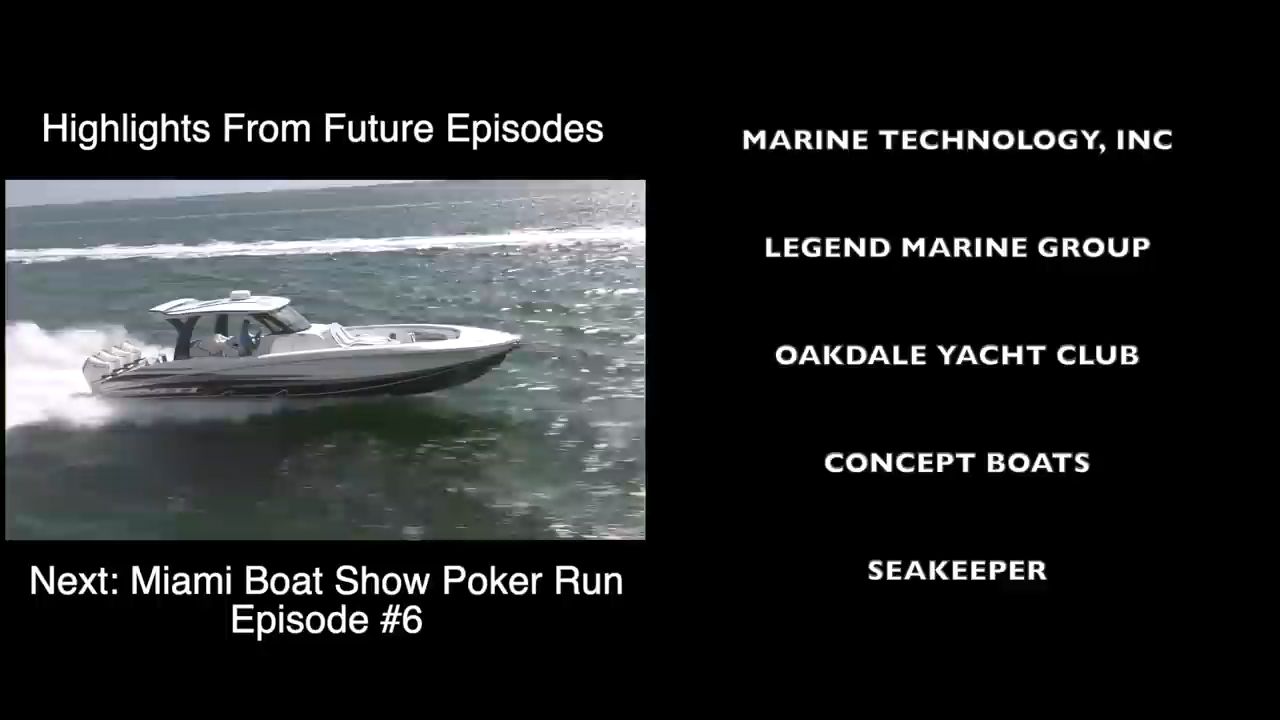 Highlights From Future Episodes
Next: Miami Boat Show Poker Run
Episode #6
MARINE TECHNOLOGY, INC
LEGEND MARINE GROUP
OAKDALE YACHT CLUB
CONCEPT BOATS
SEAKEEPER